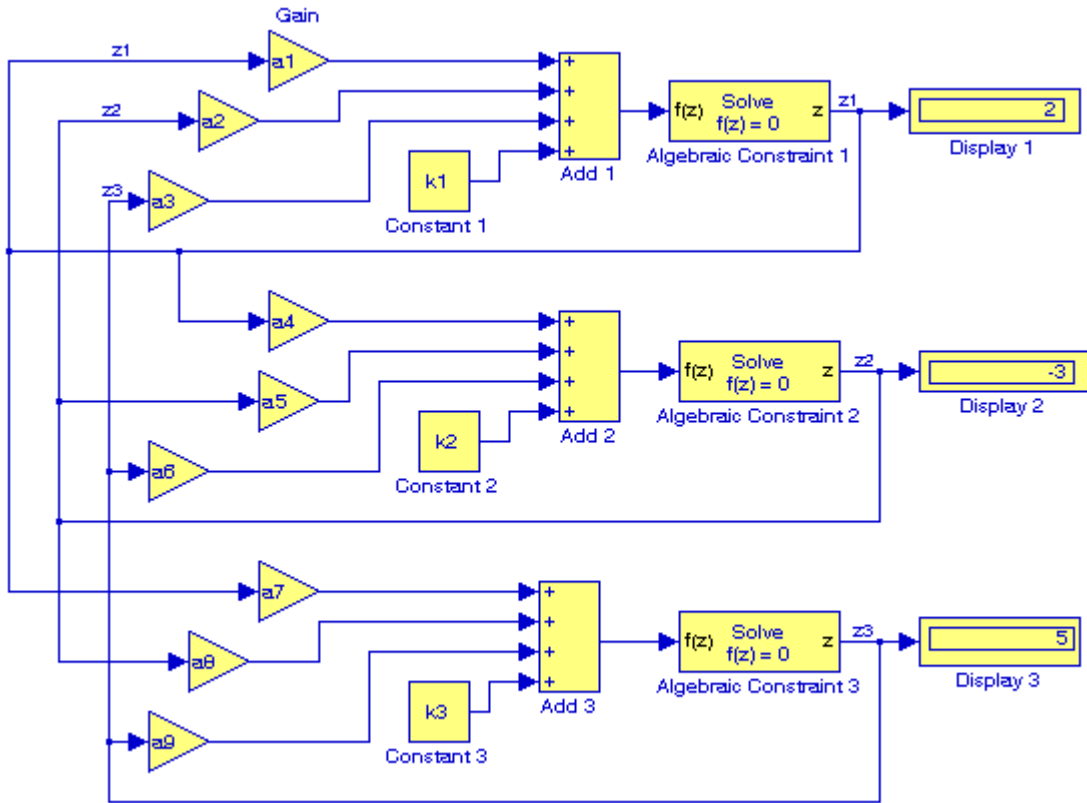 Gain
z1
a1
+
z2
a2
+
+
+
z3
a3
k1
Constant 1
Add 1
f(z)
Solve
f(z) = 0
z
Algebraic Constraint 1
z1
2
Display 1
a4
+
a5
+
+
+
a6
k2
Constant 2
Add 2
f(z)
Solve
f(z) = 0
z
Algebraic Constraint 2
z2
-3
Display 2
a7
+
a8
+
+
+
a9
k3
Constant 3
Add 3
f(z)
Solve
f(z) = 0
z
Algebraic Constraint 3
z3
5
Display 3